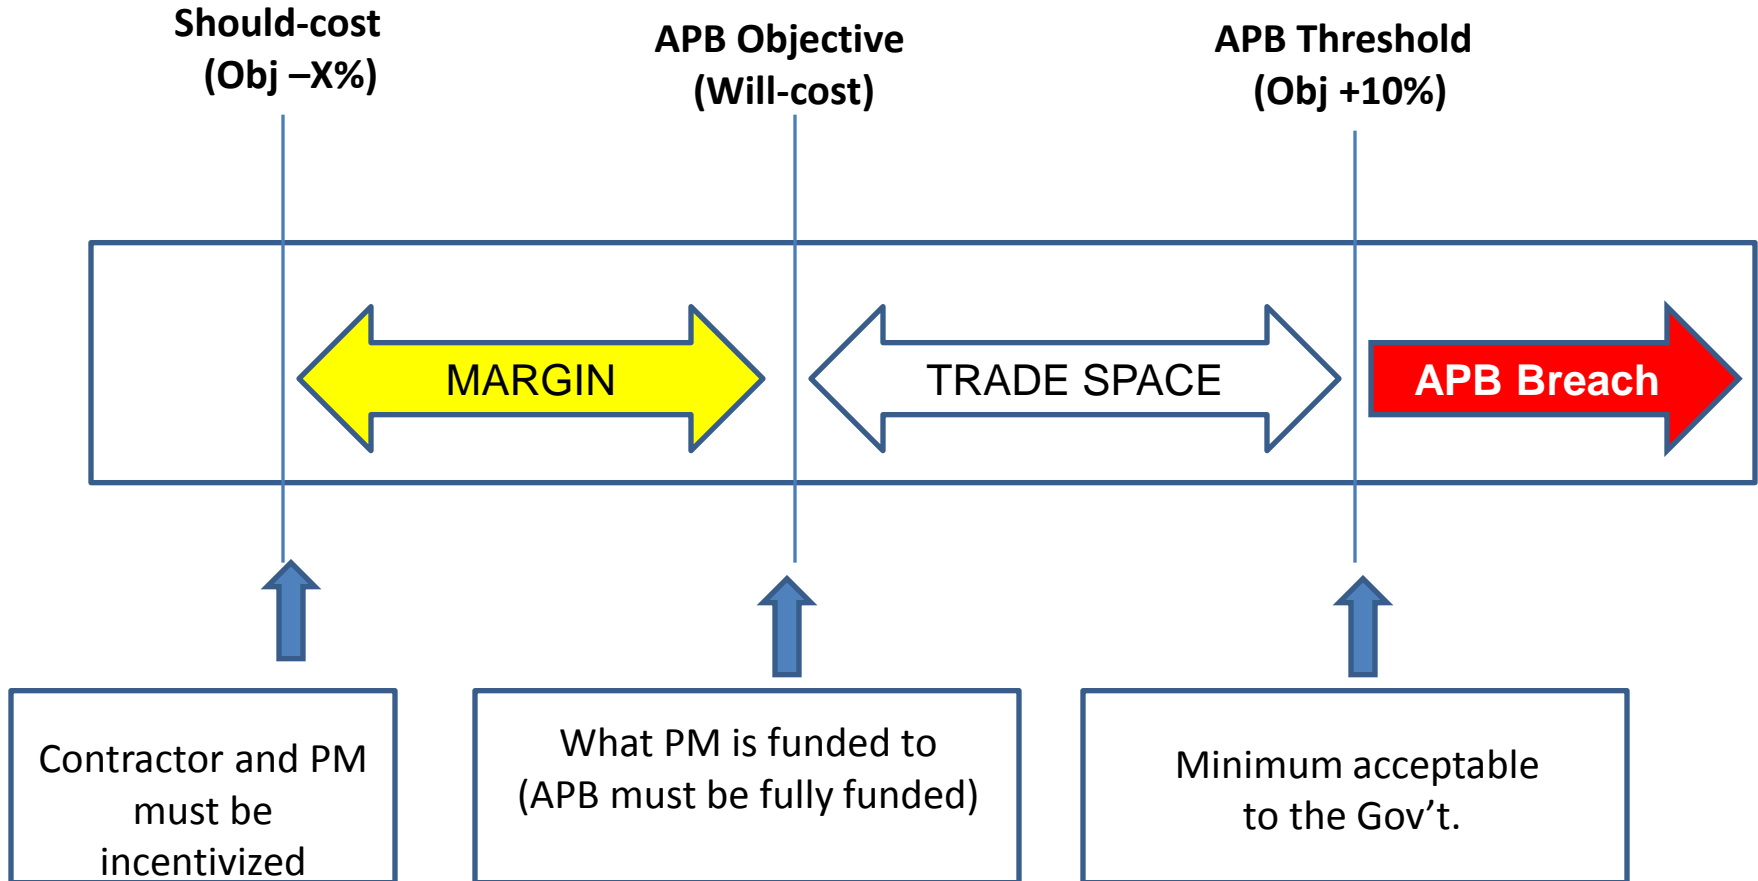 Should-cost
(Obj –X%)
APB Objective
(Will-cost)
APB Threshold
(Obj +10%)
MARGIN
TRADE SPACE
APB Breach
Contractor and PM
must be
incentivized
What PM is funded to
(APB must be fully funded)
Minimum acceptable
to the Gov’t.